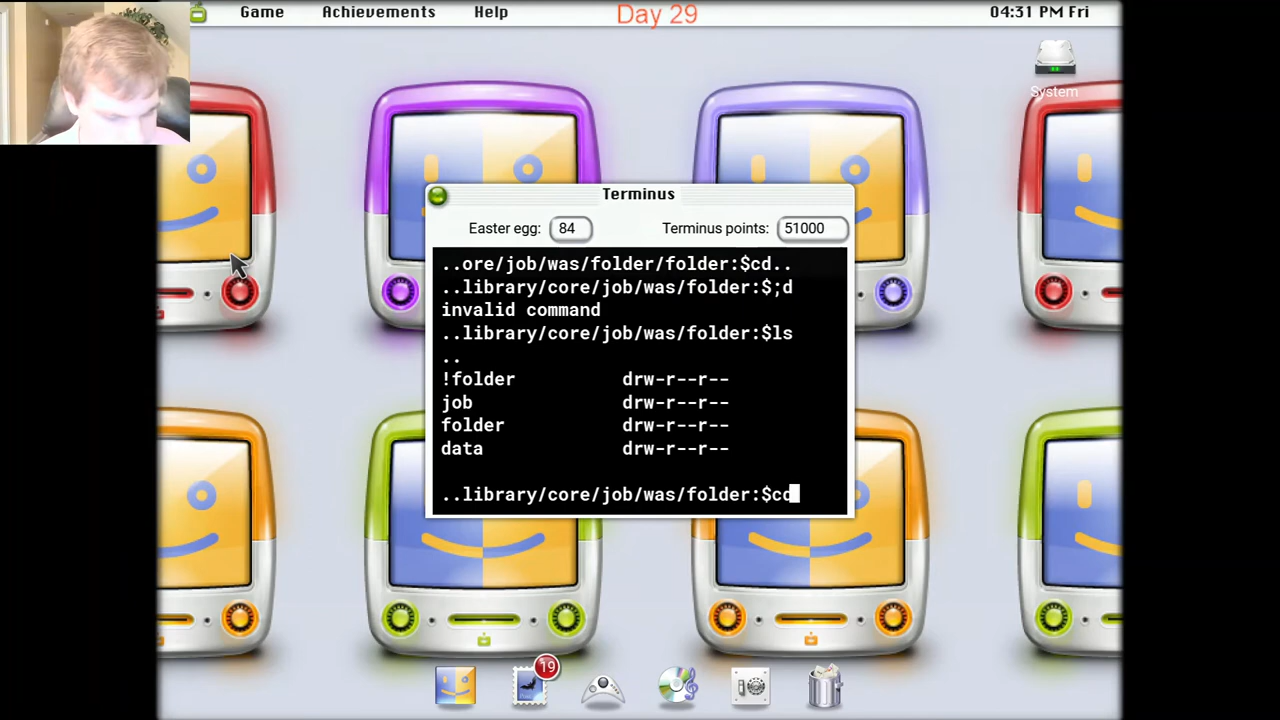 Game Achievements Help Day 29 04:31 PM Fri
System
Terminus
Easter egg: 84 Terminus points: 51000
..ore/job/was/folder/folder:$cd..
..library/core/job/was/folder:$;d
invalid command
..library/core/job/was/folder:$ls
..
!folder drw-r--r--
job drw-r--r--
folder drw-r--r--
data drw-r--r--
..library/core/job/was/folder:$cd
19